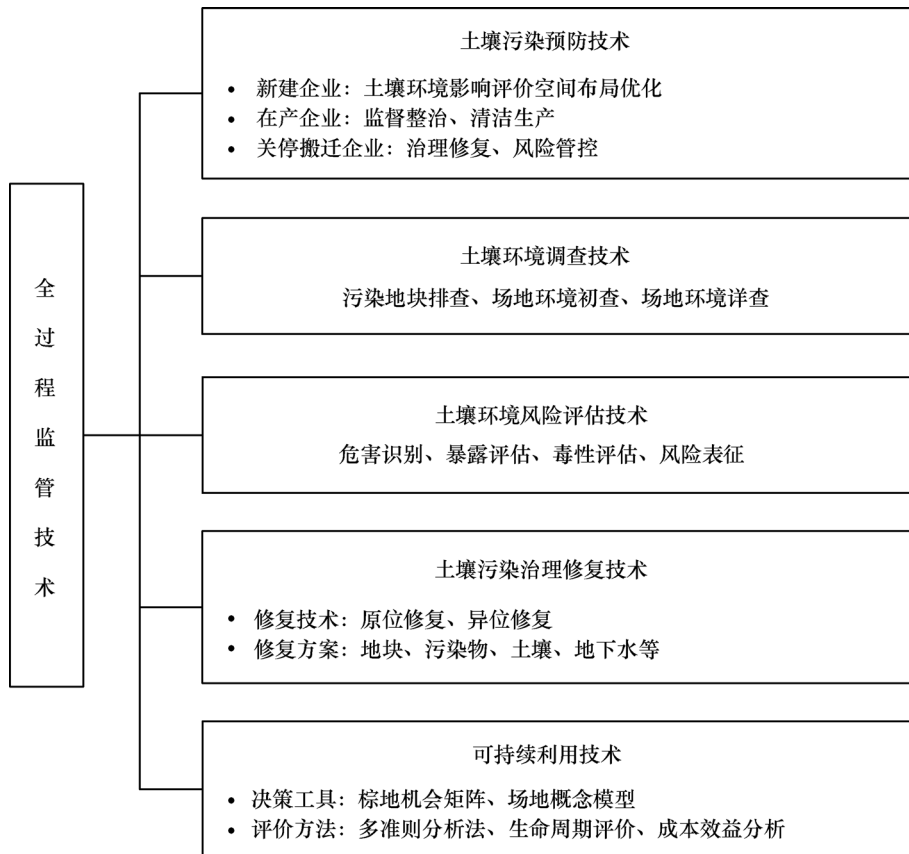 全过程监管技术
土壤污染预防技术
• 新建企业：土壤环境影响评价空间布局优化
• 在产企业：监督整治、清洁生产
• 关停搬迁企业：治理修复、风险管控
土壤环境调查技术
污染地块排查、场地环境初查、场地环境详查
土壤环境风险评估技术
危害识别、暴露评估、毒性评估、风险表征
土壤污染治理修复技术
• 修复技术：原位修复、异位修复
• 修复方案：地块、污染物、土壤、地下水等
可持续利用技术
• 决策工具：棕地机会矩阵、场地概念模型
• 评价方法：多准则分析法、生命周期评价、成本效益分析